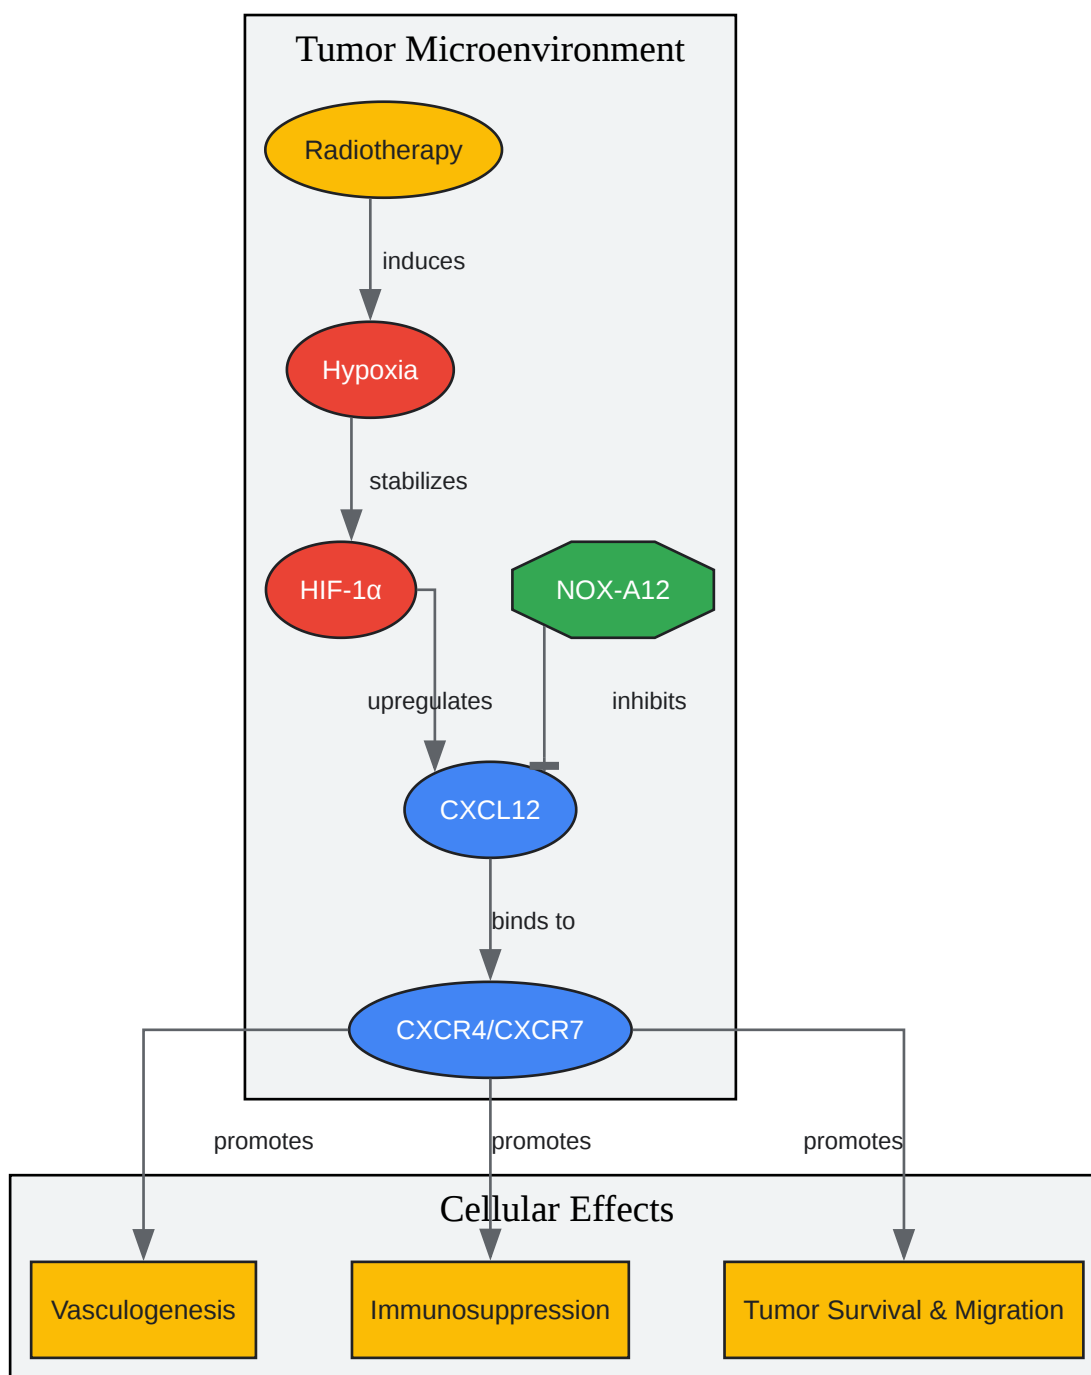 Tumor Microenvironment
Radiotherapy
induces
Hypoxia
stabilizes
HIF-1α
NOX-A12
upregulates
inhibits
CXCL12
binds to
CXCR4/CXCR7
promotes
promotes
promotes
Cellular Effects
Vasculogenesis
Immunosuppression
Tumor Survival & Migration